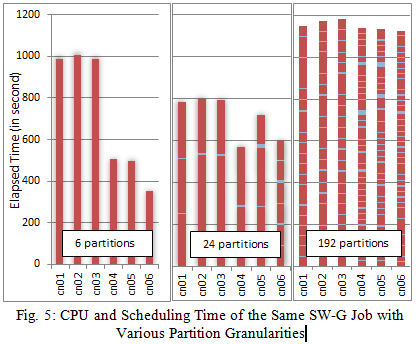 Elapsed Time (in second)
1200
1000
800
600
400
200
0
6 partitions
24 partitions
192 partitions
cn01 cn02 cn03 cn04 cn05 cn06
cn01 cn02 cn03 cn04 cn05 cn06
cn01 cn02 cn03 cn04 cn05 cn06
Fig. 5: CPU and Scheduling Time of the Same SW-G Job with
Various Partition Granularities